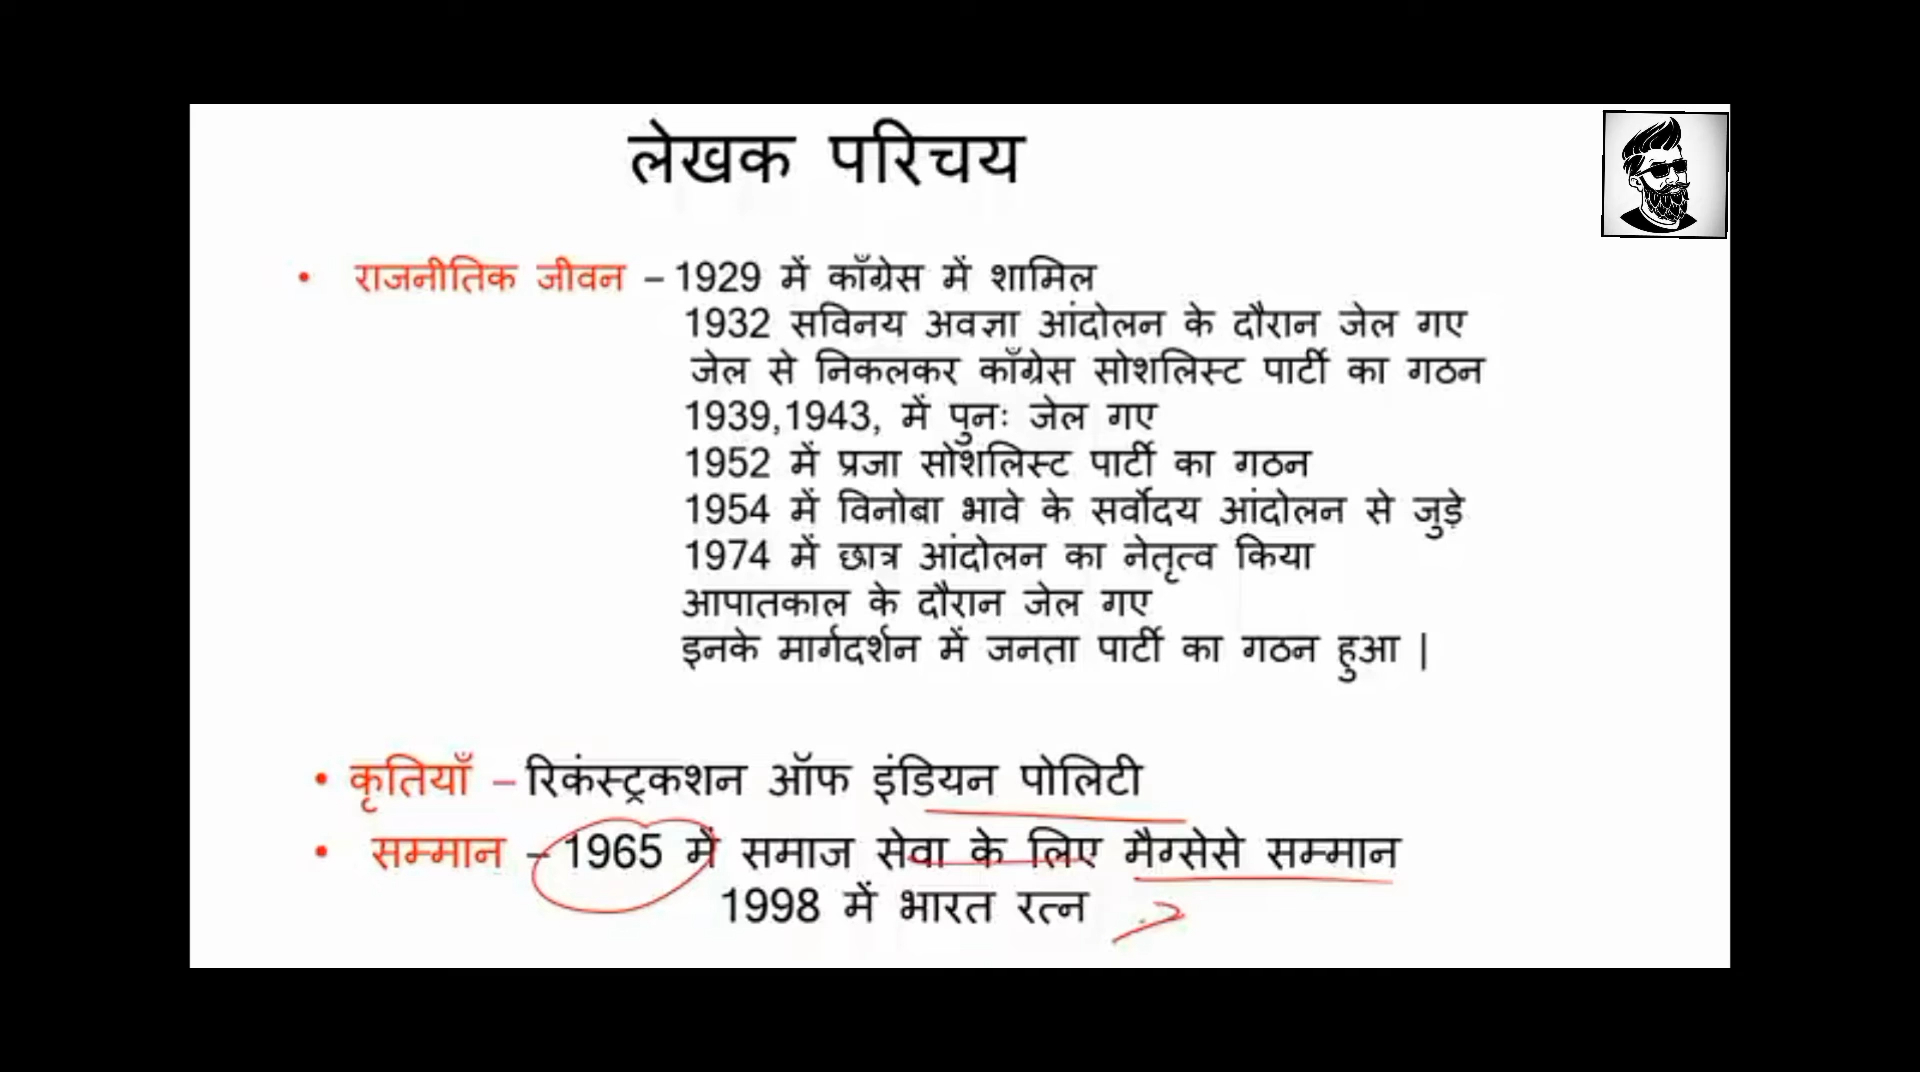 लेखक परिचय
• राजनीतिक जीवन – 1929 में काँग्रेस में शामिल
1932 सविनय अवज्ञा आंदोलन के दौरान जेल गए
जेल से निकलकर काँग्रेस सोशलिस्ट पार्टी का गठन
1939,1943, में पुनः जेल गए
1952 में प्रजा सोशलिस्ट पार्टी का गठन
1954 में विनोबा भावे के सर्वोदय आंदोलन से जुड़े
1974 में छात्र आंदोलन का नेतृत्व किया
आपातकाल के दौरान जेल गए
इनके मार्गदर्शन में जनता पार्टी का गठन हुआ |
• कृतियाँ – रिकंस्ट्रकशन ऑफ इंडियन पोलिटी
• सम्मान – 1965 में समाज सेवा के लिए मैग्सेसे सम्मान
1998 में भारत रत्न